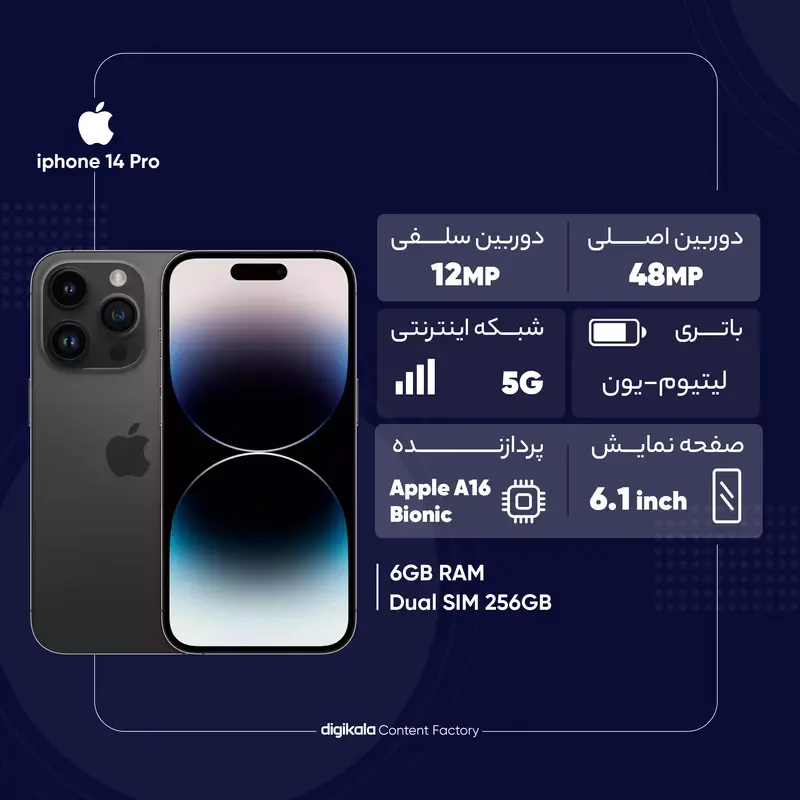 iphone 14 Pro
دوربین اصلی
48MP
دوربین سلفی
12MP
باتری
لیتیوم-یون
شبکه اینترنتی
5G
صفحه نمایش
6.1 inch
پردازنده
Apple A16
Bionic
6GB RAM
Dual SIM 256GB
digikala Content Factory